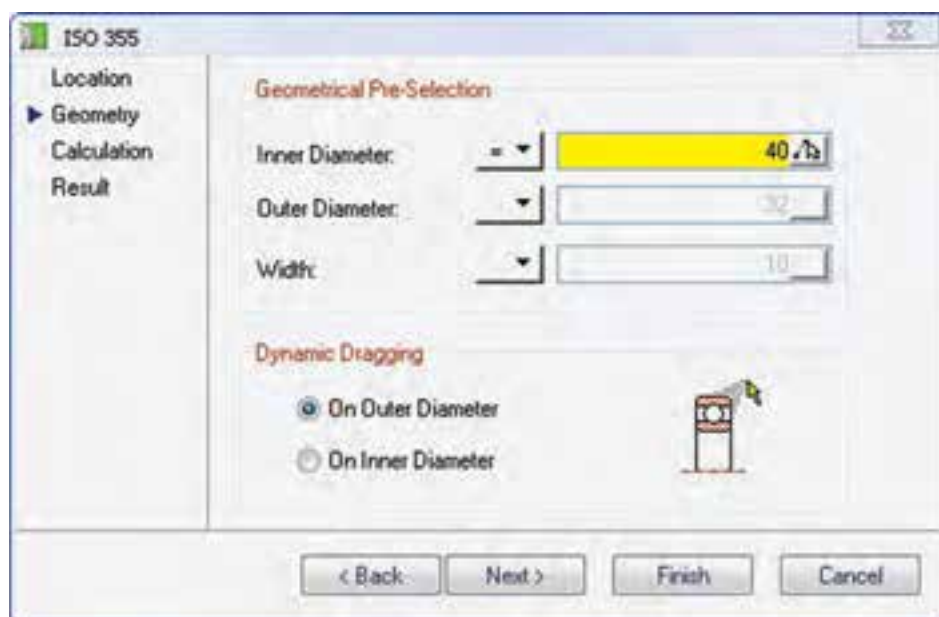 ISO 355
Location
Geometry
Calculation
Result
Geometrical Pre-Selection
Inner Diameter: = 40
Outer Diameter: 32
Width: 10
Dynamic Dragging
On Outer Diameter
On Inner Diameter
< Back Next > Finish Cancel